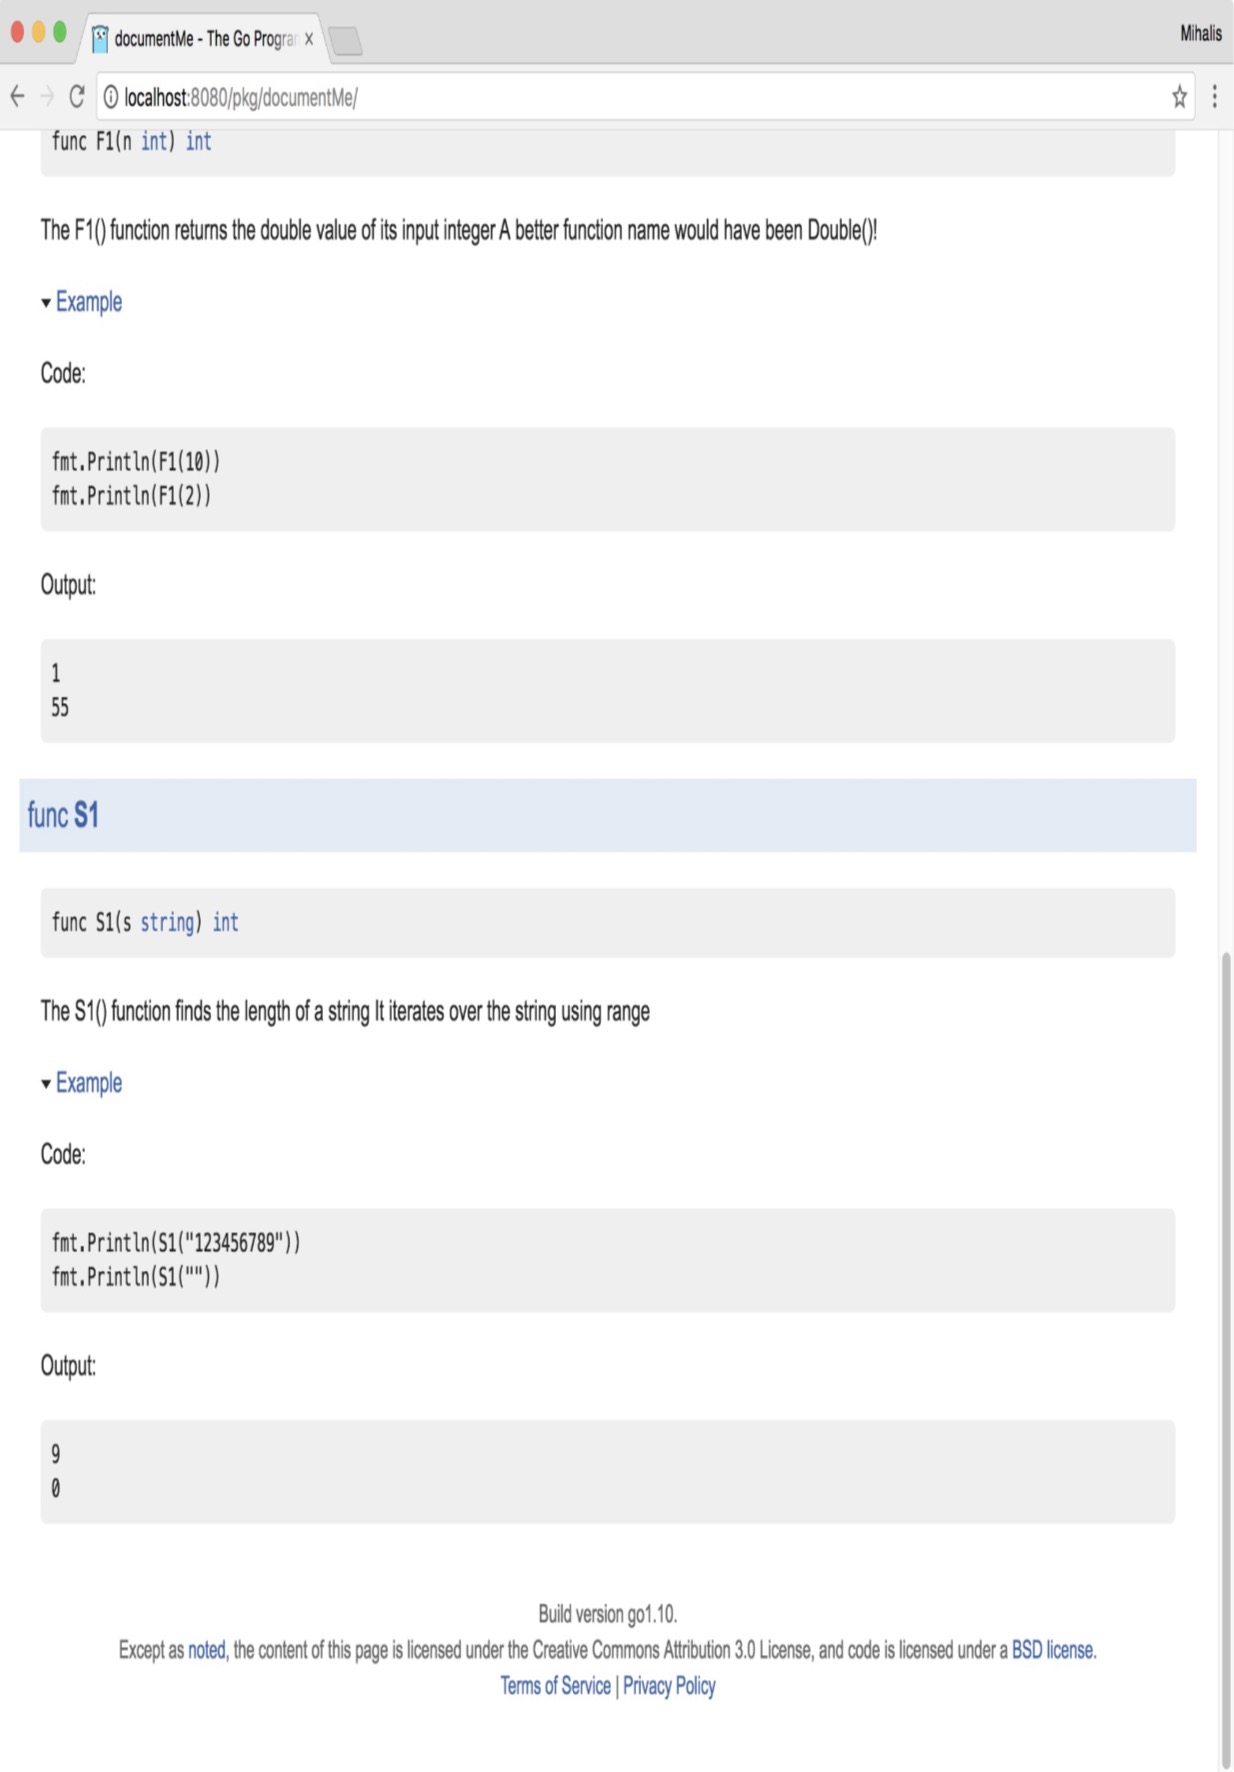 documentMe - The Go Progra
Mihalis
localhost:8080/pkg/documentMe/
func F1(n int) int
The F1() function returns the double value of its input integer A better function name would have been Double()!
Example
Code:
fmt.Println(F1(10))
fmt.Println(F1(2))
Output:
1
55
func S1
func S1(s string) int
The S1() function finds the length of a string It iterates over the string using range
Example
Code:
fmt.Println(S1("123456789"))
fmt.Println(S1(""))
Output:
9
0
Build version go1.10.
Except as noted, the content of this page is licensed under the Creative Commons Attribution 3.0 License, and code is licensed under a BSD license.
Terms of Service | Privacy Policy